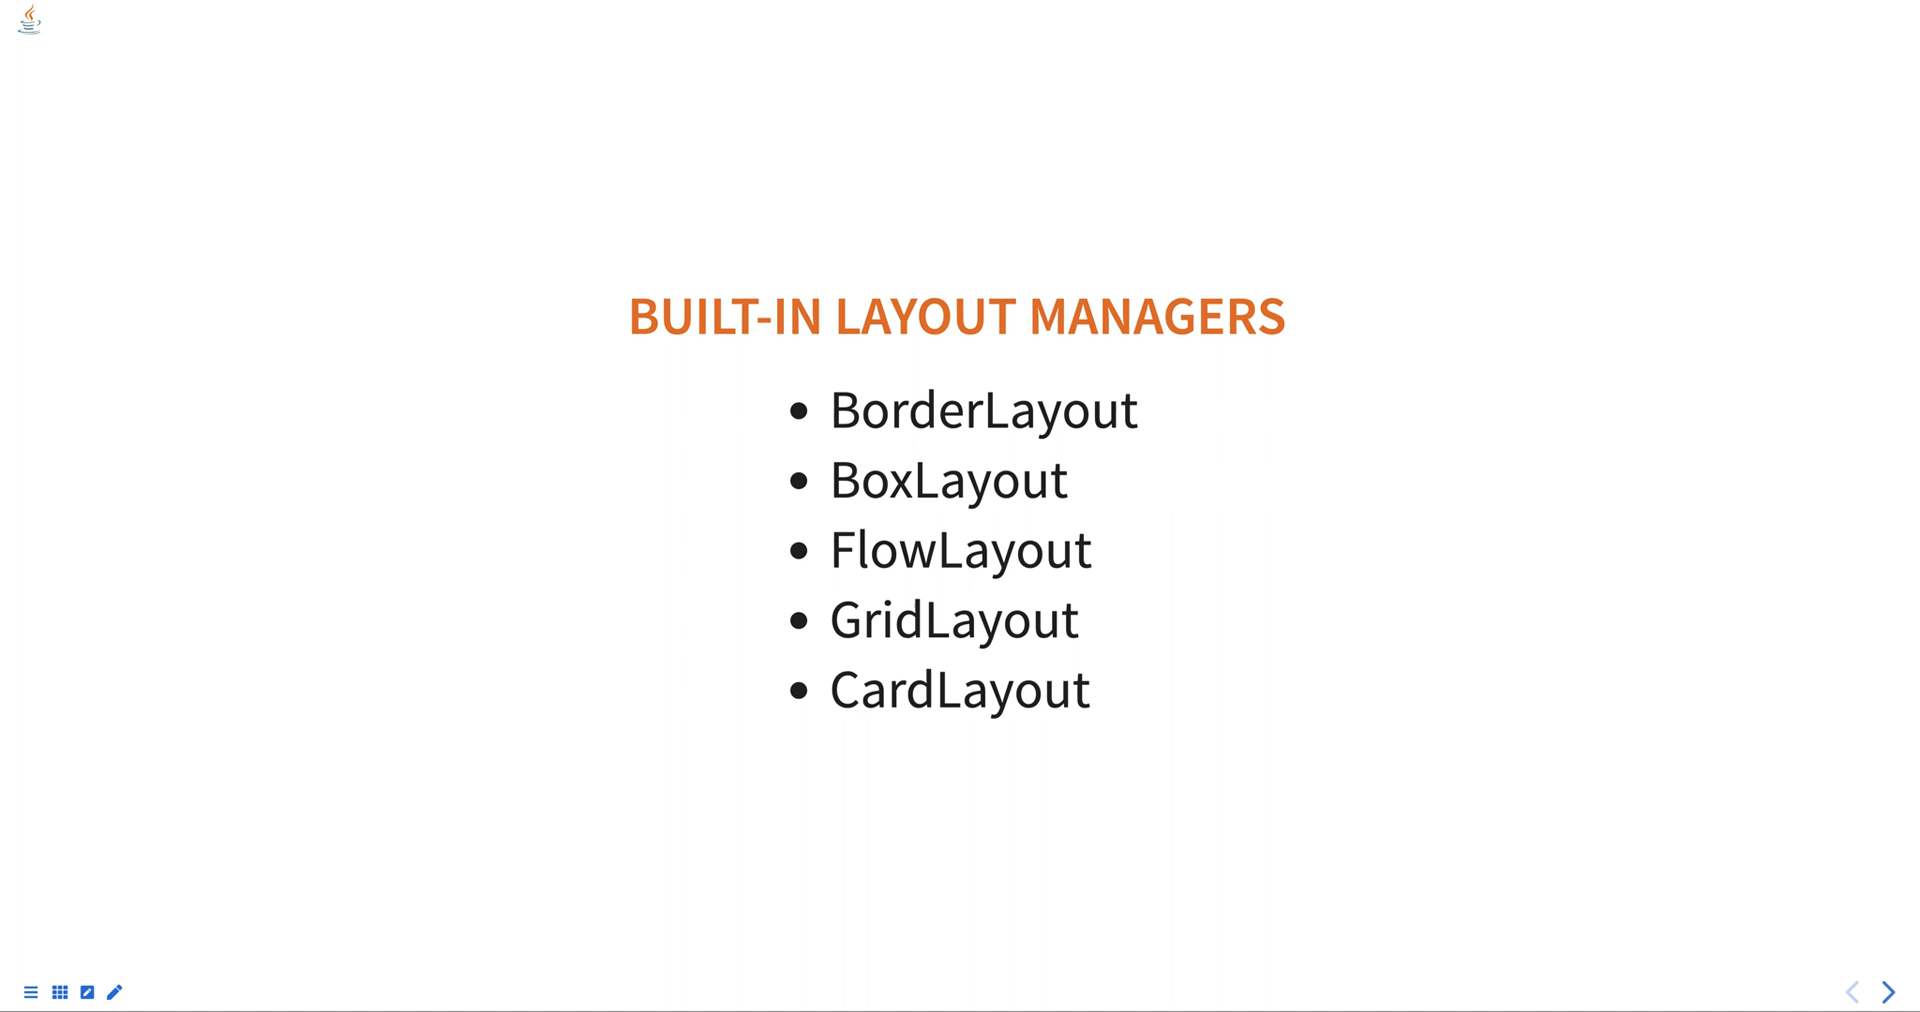 BUILT-IN LAYOUT MANAGERS
• BorderLayout
• BoxLayout
• FlowLayout
• GridLayout
• CardLayout